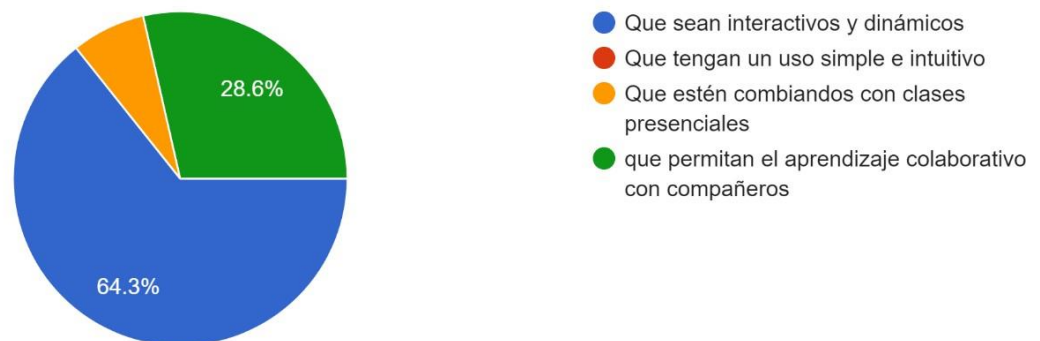 28.6%
64.3%
Que sean interactivos y dinámicos
Que tengan un uso simple e intuitivo
Que estén combiandos con clases
presenciales
que permitan el aprendizaje colaborativo
con compañeros